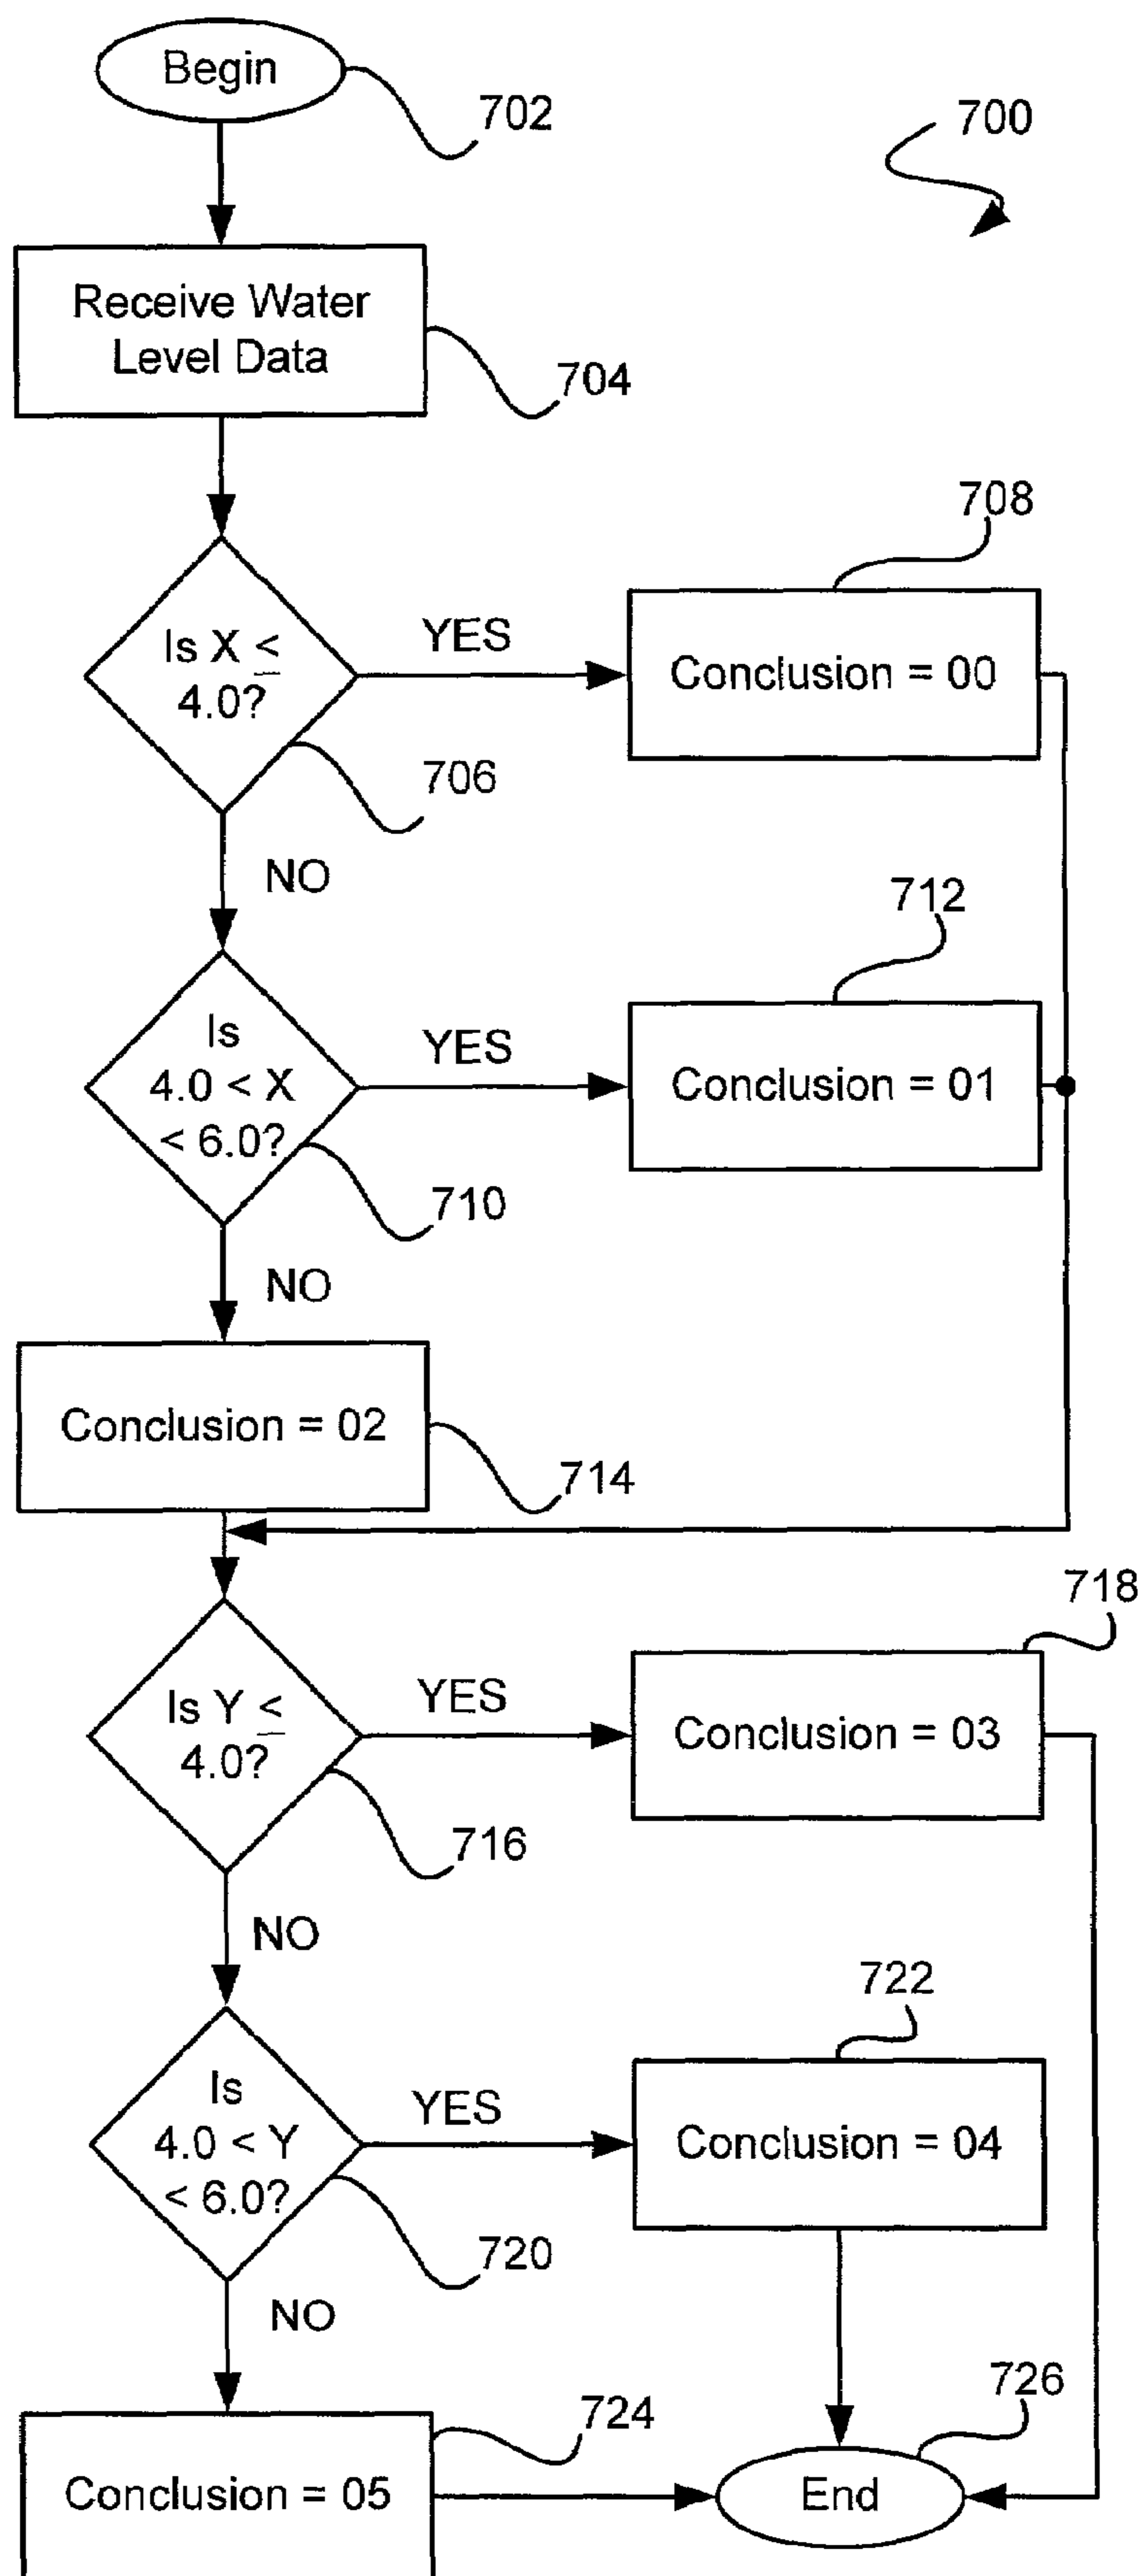 Begin
702
700
Receive Water
Level Data
704
708
Is X ≤
4.0?
YES
Conclusion = 00
706
NO
712
Is
4.0 < X
< 6.0?
YES
Conclusion = 01
710
NO
Conclusion = 02
714
718
Is Y ≤
4.0?
YES
Conclusion = 03
716
NO
722
Is
4.0 < Y
< 6.0?
YES
Conclusion = 04
720
NO
726
724
Conclusion = 05
End